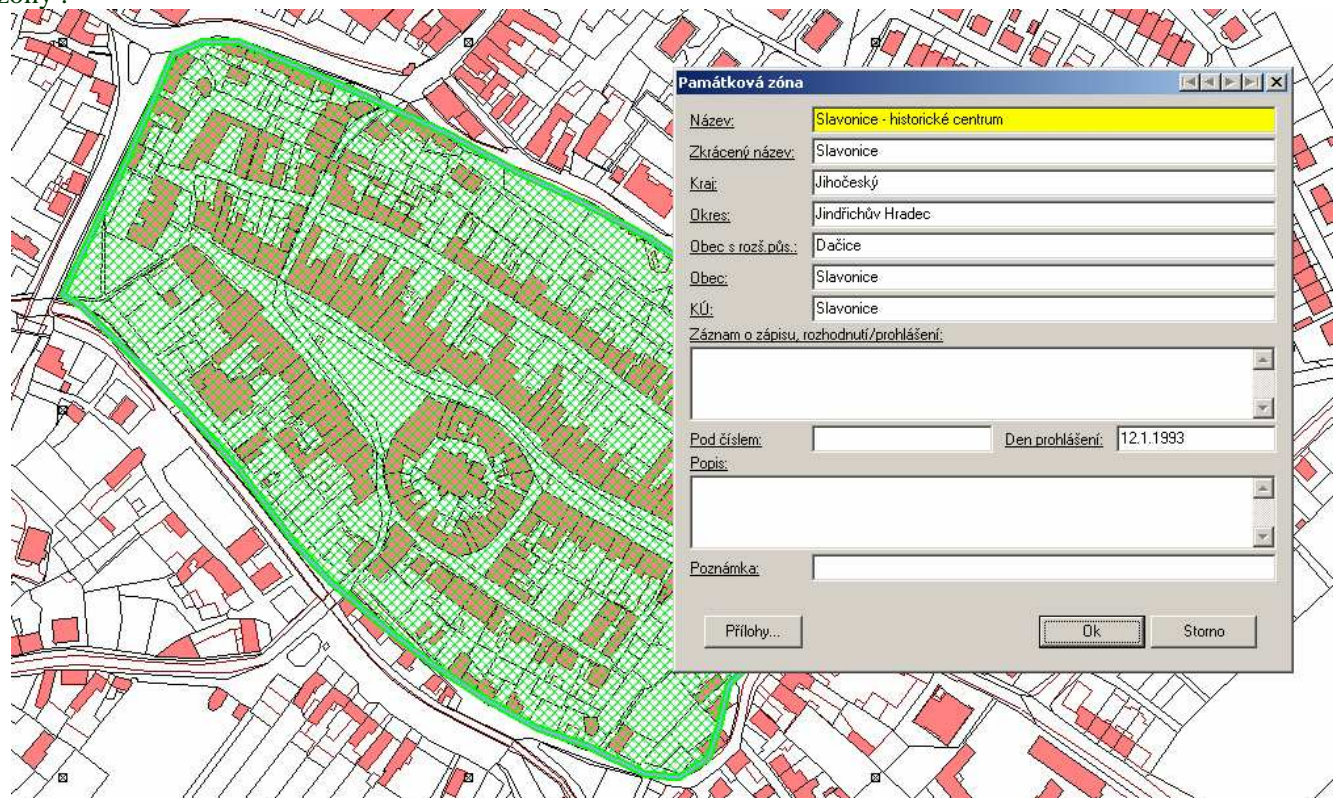 zóny :
Památková zóna
Název: Slavonice - historické centrum
Zkrácený název: Slavonice
Kraj: Jihočeský
Okres: Jindřichův Hradec
Obec s rozš.půs.: Dačice
Obec: Slavonice
KÚ: Slavonice
Záznam o zápisu, rozhodnutí/prohlášení:
Pod číslem: Den prohlášení: 12.1.1993
Popis:
Poznámka:
Přílohy... Ok Storno